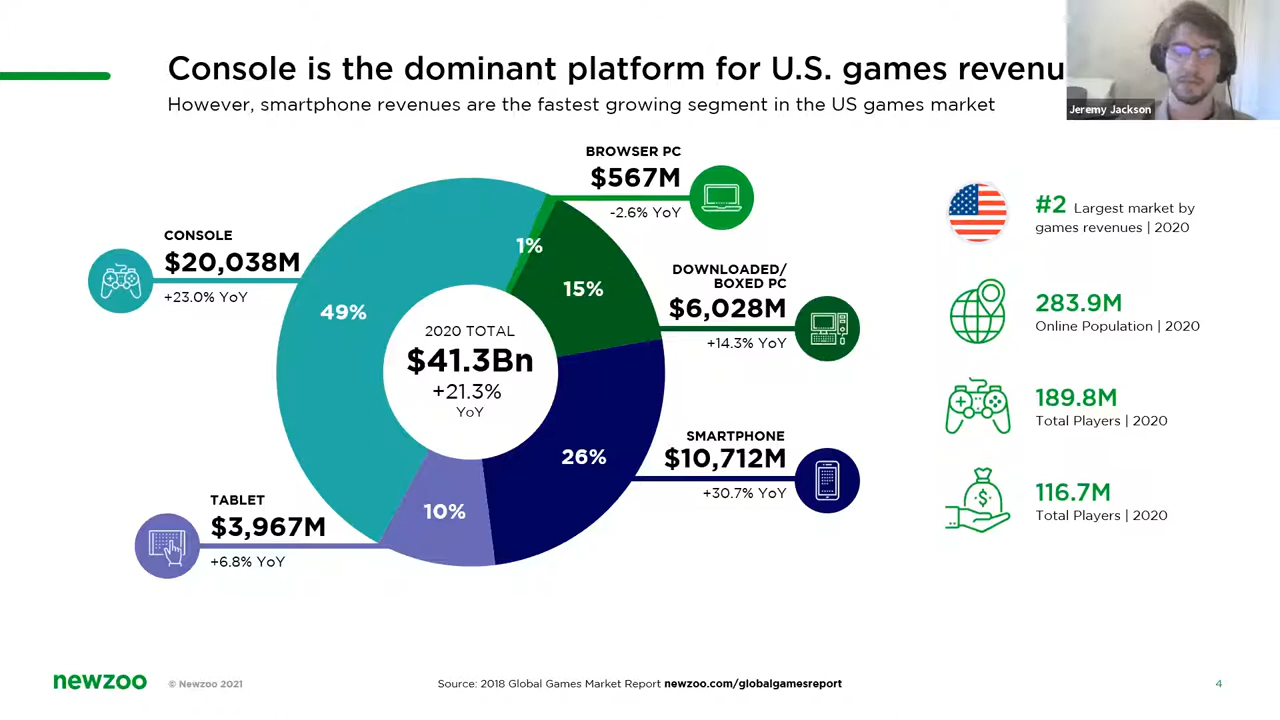 Console is the dominant platform for U.S. games revenu
However, smartphone revenues are the fastest growing segment in the US games market
Jeremy Jackson
BROWSER PC
$567M
-2.6% YoY
CONSOLE
$20,038M
+23.0% YoY
1%
DOWNLOADED/
BOXED PC
$6,028M
+14.3% YoY
15%
49%
2020 TOTAL
$41.3Bn
+21.3%
YoY
SMARTPHONE
$10,712M
+30.7% YoY
26%
TABLET
$3,967M
+6.8% YoY
10%
#2 Largest market by
games revenues | 2020
283.9M
Online Population | 2020
189.8M
Total Players | 2020
116.7M
Total Players | 2020
$
newzoo
© Newzoo 2021
Source: 2018 Global Games Market Report newzoo.com/globalgamesreport
4